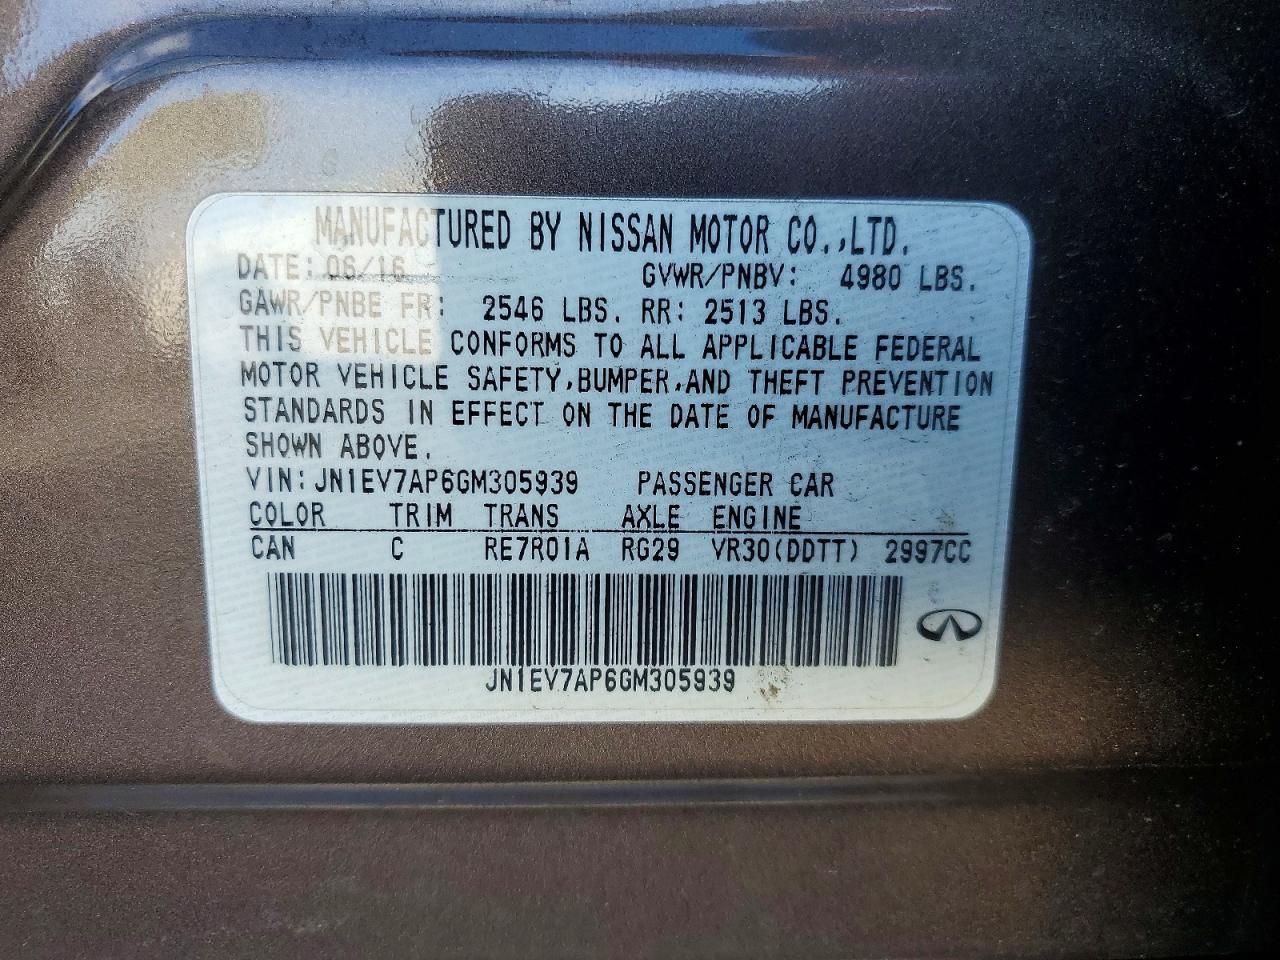 MANUFACTURED BY NISSAN MOTOR CO.,LTD.
DATE: 06/16 GVWR/PNBV: 4980 LBS.
GAWR/PNBE FR: 2546 LBS. RR: 2513 LBS.
THIS VEHICLE CONFORMS TO ALL APPLICABLE FEDERAL
MOTOR VEHICLE SAFETY,BUMPER,AND THEFT PREVENTION
STANDARDS IN EFFECT ON THE DATE OF MANUFACTURE
SHOWN ABOVE.
VIN:JN1EV7AP6GM305939 PASSENGER CAR
COLOR TRIM TRANS AXLE ENGINE
CAN C RE7R01A RG29 VR30(DDTT) 2997CC
JN1EV7AP6GM305939